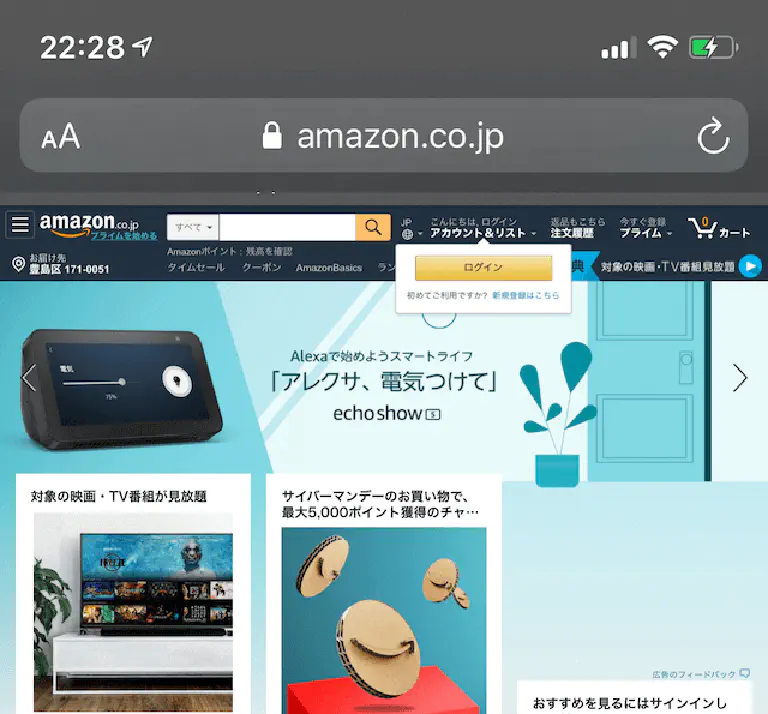 22:28
AA
amazon.co.jp
amazon.co.jp
プライムを始める
すべて
JP
こんにちは, ログイン
アカウント&リスト
返品もこちら
注文履歴
今すぐ登録
プライム
0
カート
お届け先
豊島区 171-0051
Amazonポイント: 残高を確認
タイムセール クーポン AmazonBasics ラン
典
対象の映画・TV番組見放題
ログイン
初めてご利用ですか? 新規登録はこちら
電気
75%
Alexaで始めようスマートライフ
「アレクサ、電気つけて」
echo show 5
対象の映画・TV番組が見放題
サイバーマンデーのお買い物で、
最大5,000ポイント獲得のチャ…
広告のフィードバック
おすすめを見るにはサインインし